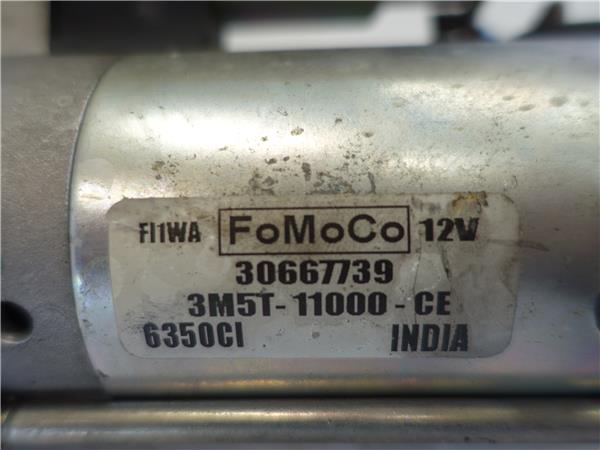 FI1WA FoMoCo 12V
30667739
3M5T-11000-CE
6350CI INDIA